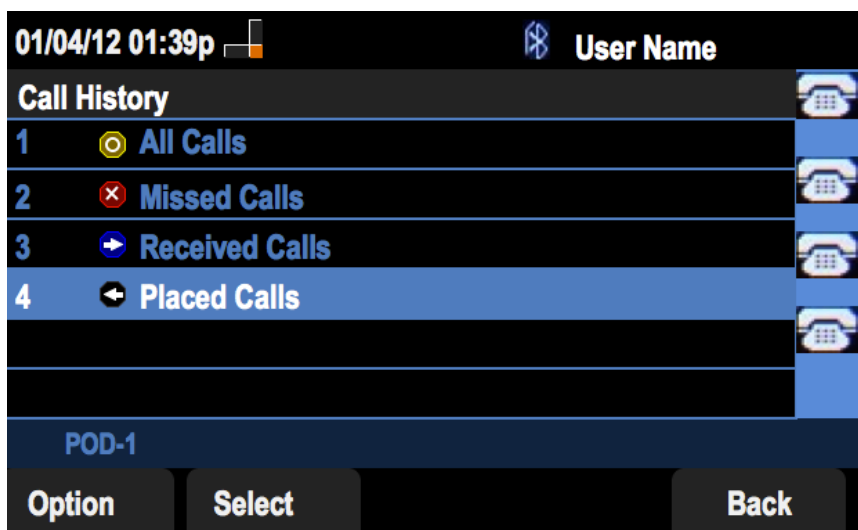 01/04/12 01:39p User Name
Call History
1 All Calls
2 Missed Calls
3 Received Calls
4 Placed Calls
POD-1
Option Select Back